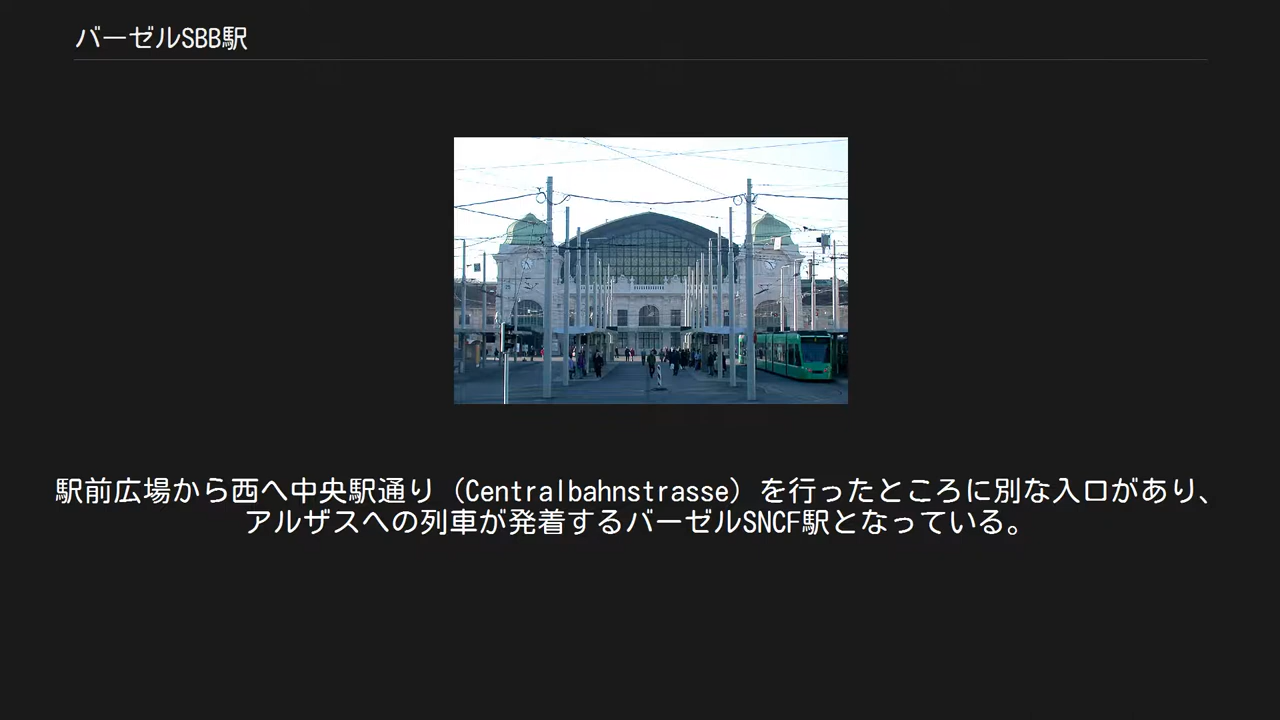 バーゼルSBB駅
駅前広場から西へ中央駅通り（Centralbahnstrasse）を行ったところに別な入口があり、
アルザスへの列車が発着するバーゼルSNCF駅となっている。